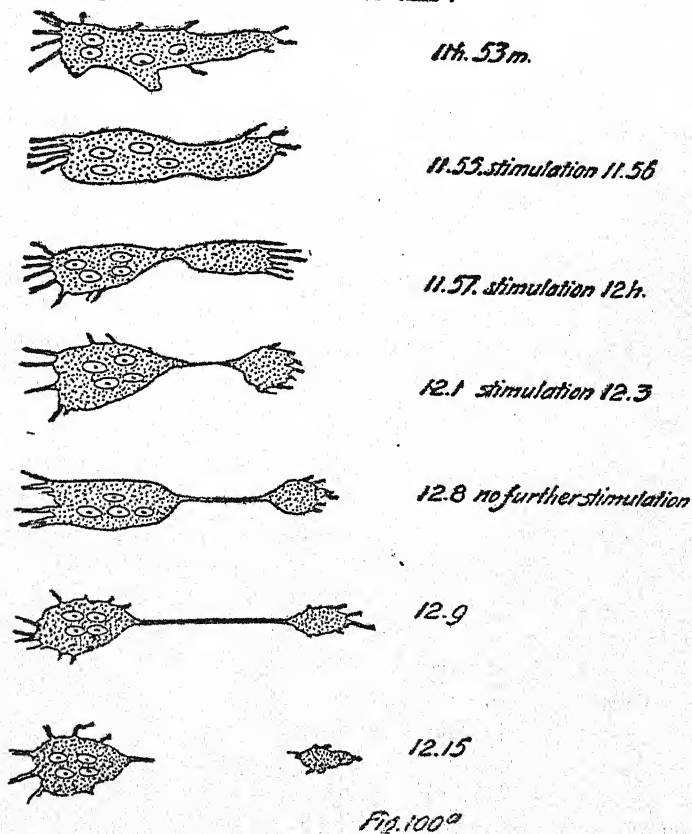 11h. 53m.
11.55. stimulation 11.56
11.57. stimulation 12h.
12.1 stimulation 12.3
12.8 no further stimulation
12.9
12.15
Fig. 100a